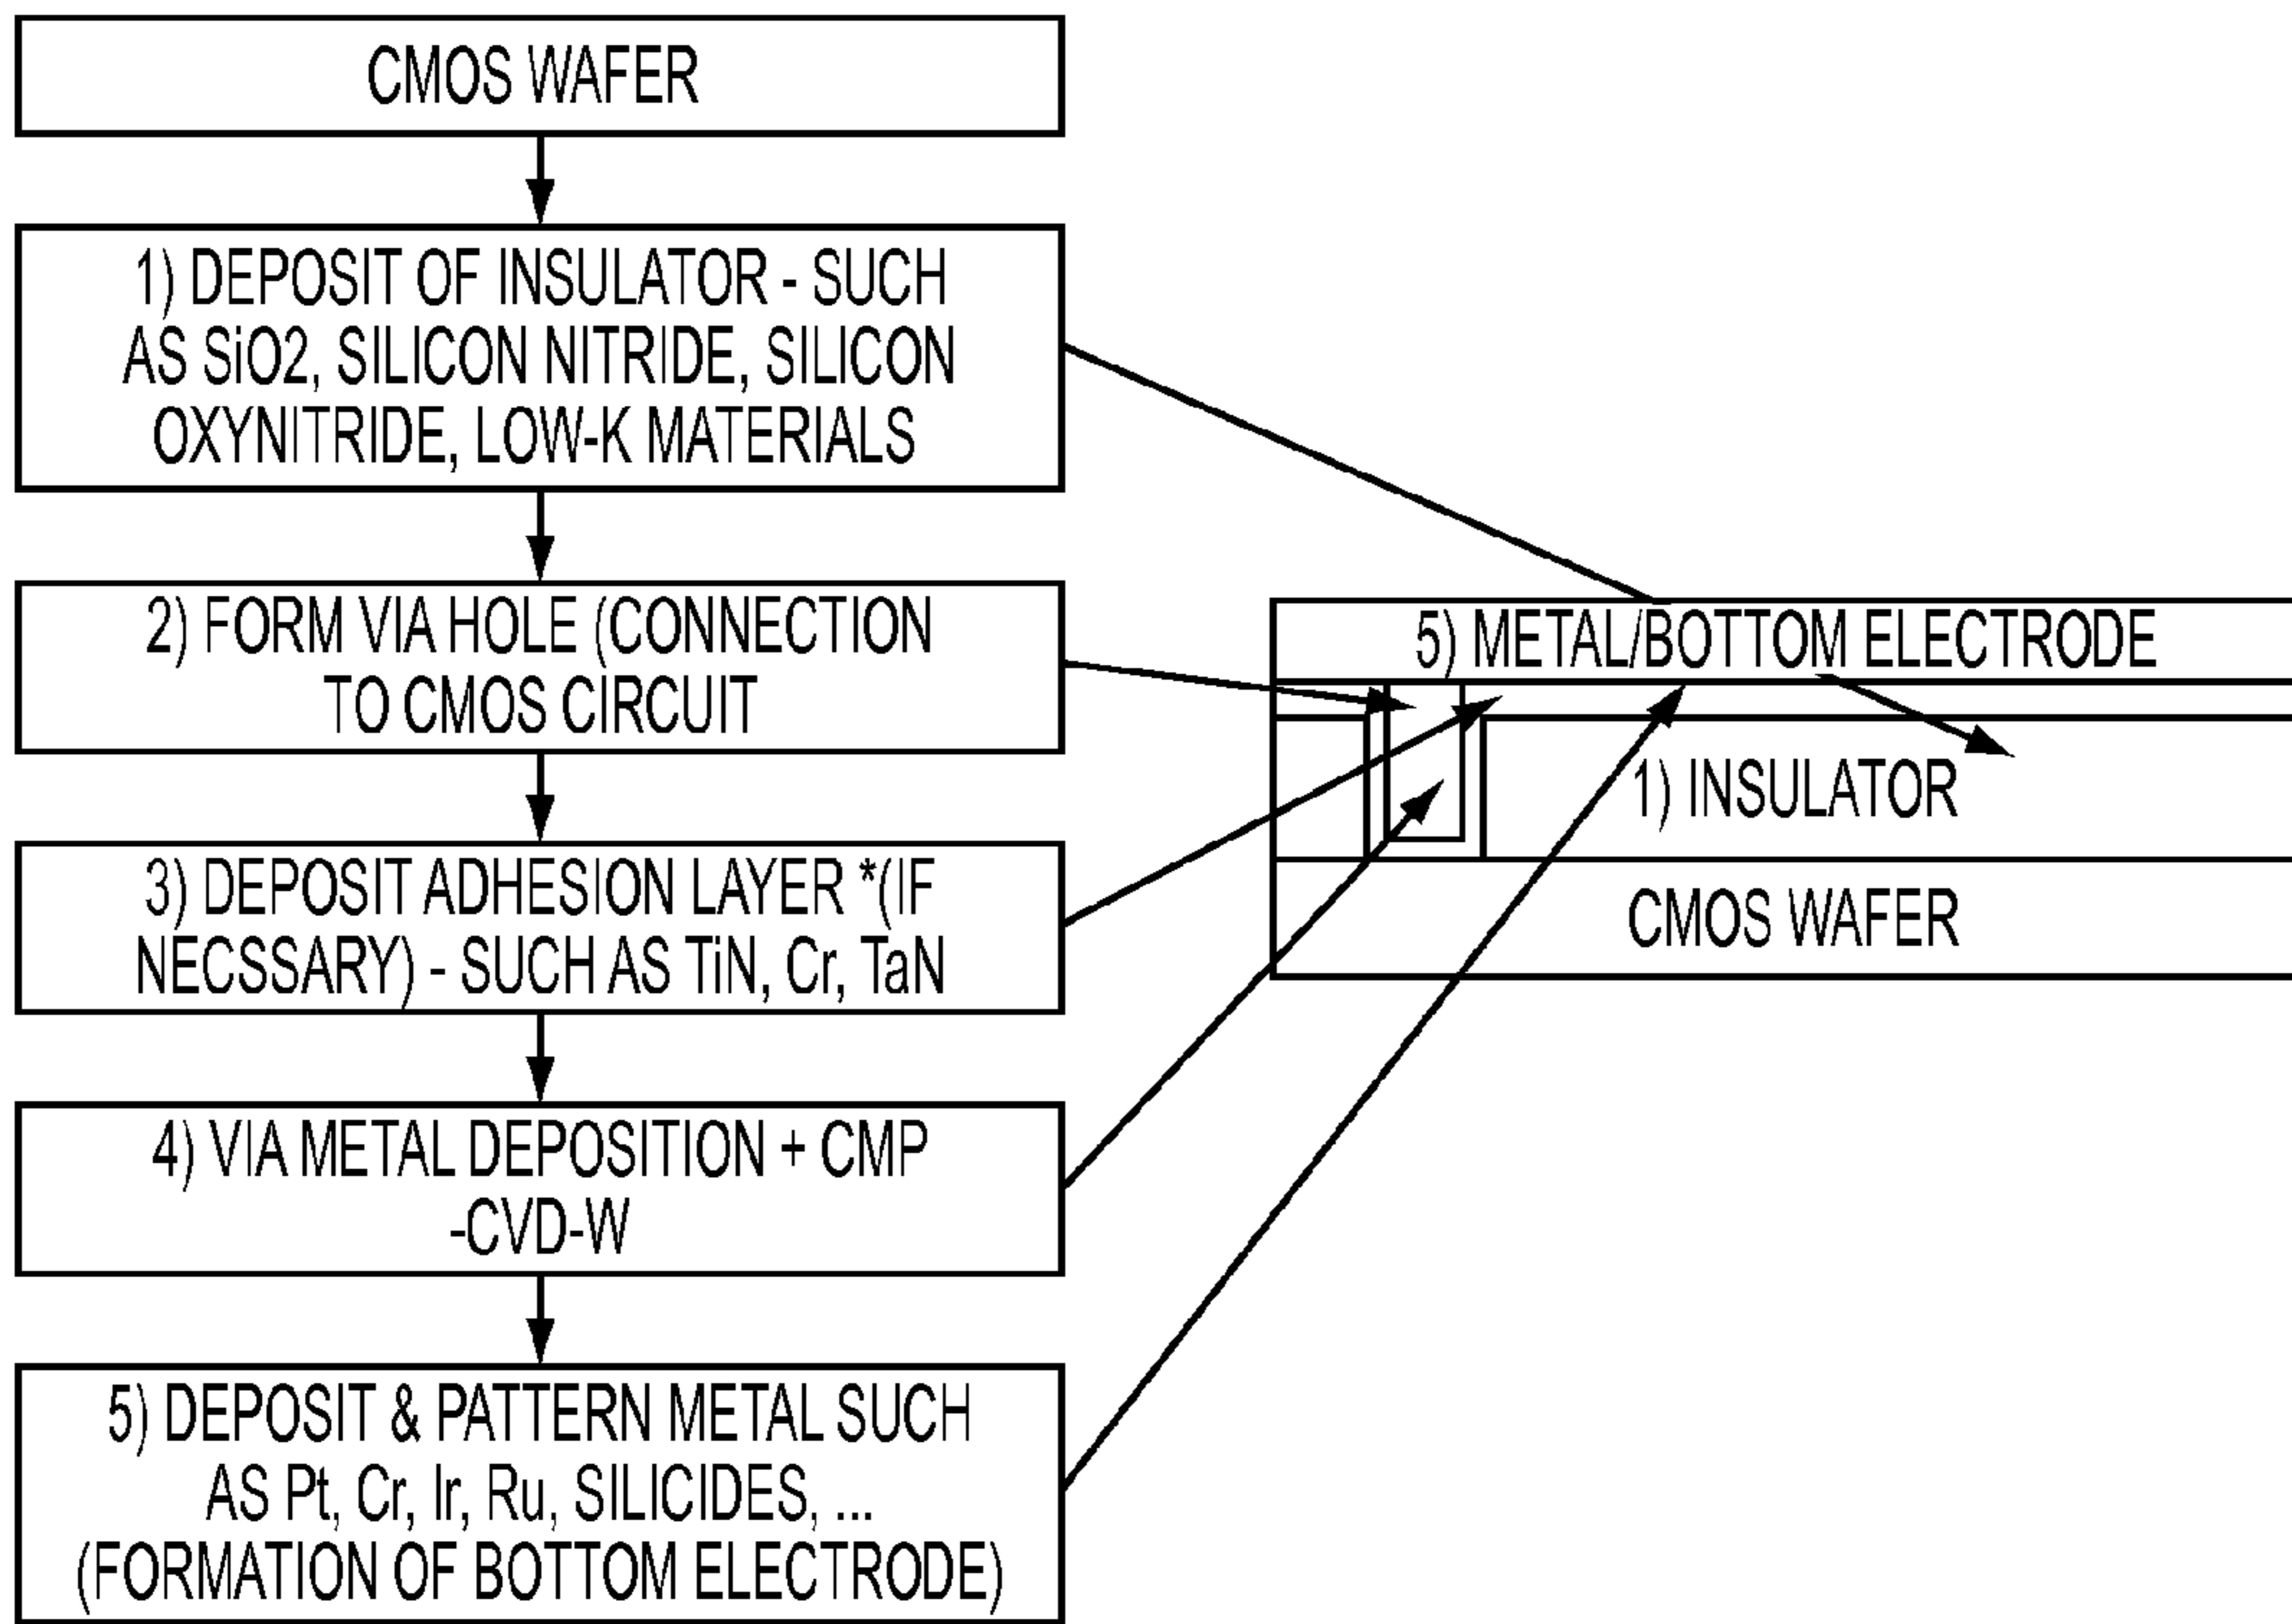 CMOS WAFER
1) DEPOSIT OF INSULATOR - SUCH
AS SiO2, SILICON NITRIDE, SILICON
OXYNITRIDE, LOW-K MATERIALS
2) FORM VIA HOLE (CONNECTION
TO CMOS CIRCUIT
3) DEPOSIT ADHESION LAYER *(IF
NECSSARY) - SUCH AS TiN, Cr, TaN
4) VIA METAL DEPOSITION + CMP
-CVD-W
5) DEPOSIT & PATTERN METAL SUCH
AS Pt, Cr, Ir, Ru, SILICIDES, ...
(FORMATION OF BOTTOM ELECTRODE)
5) METAL/BOTTOM ELECTRODE
1) INSULATOR
CMOS WAFER